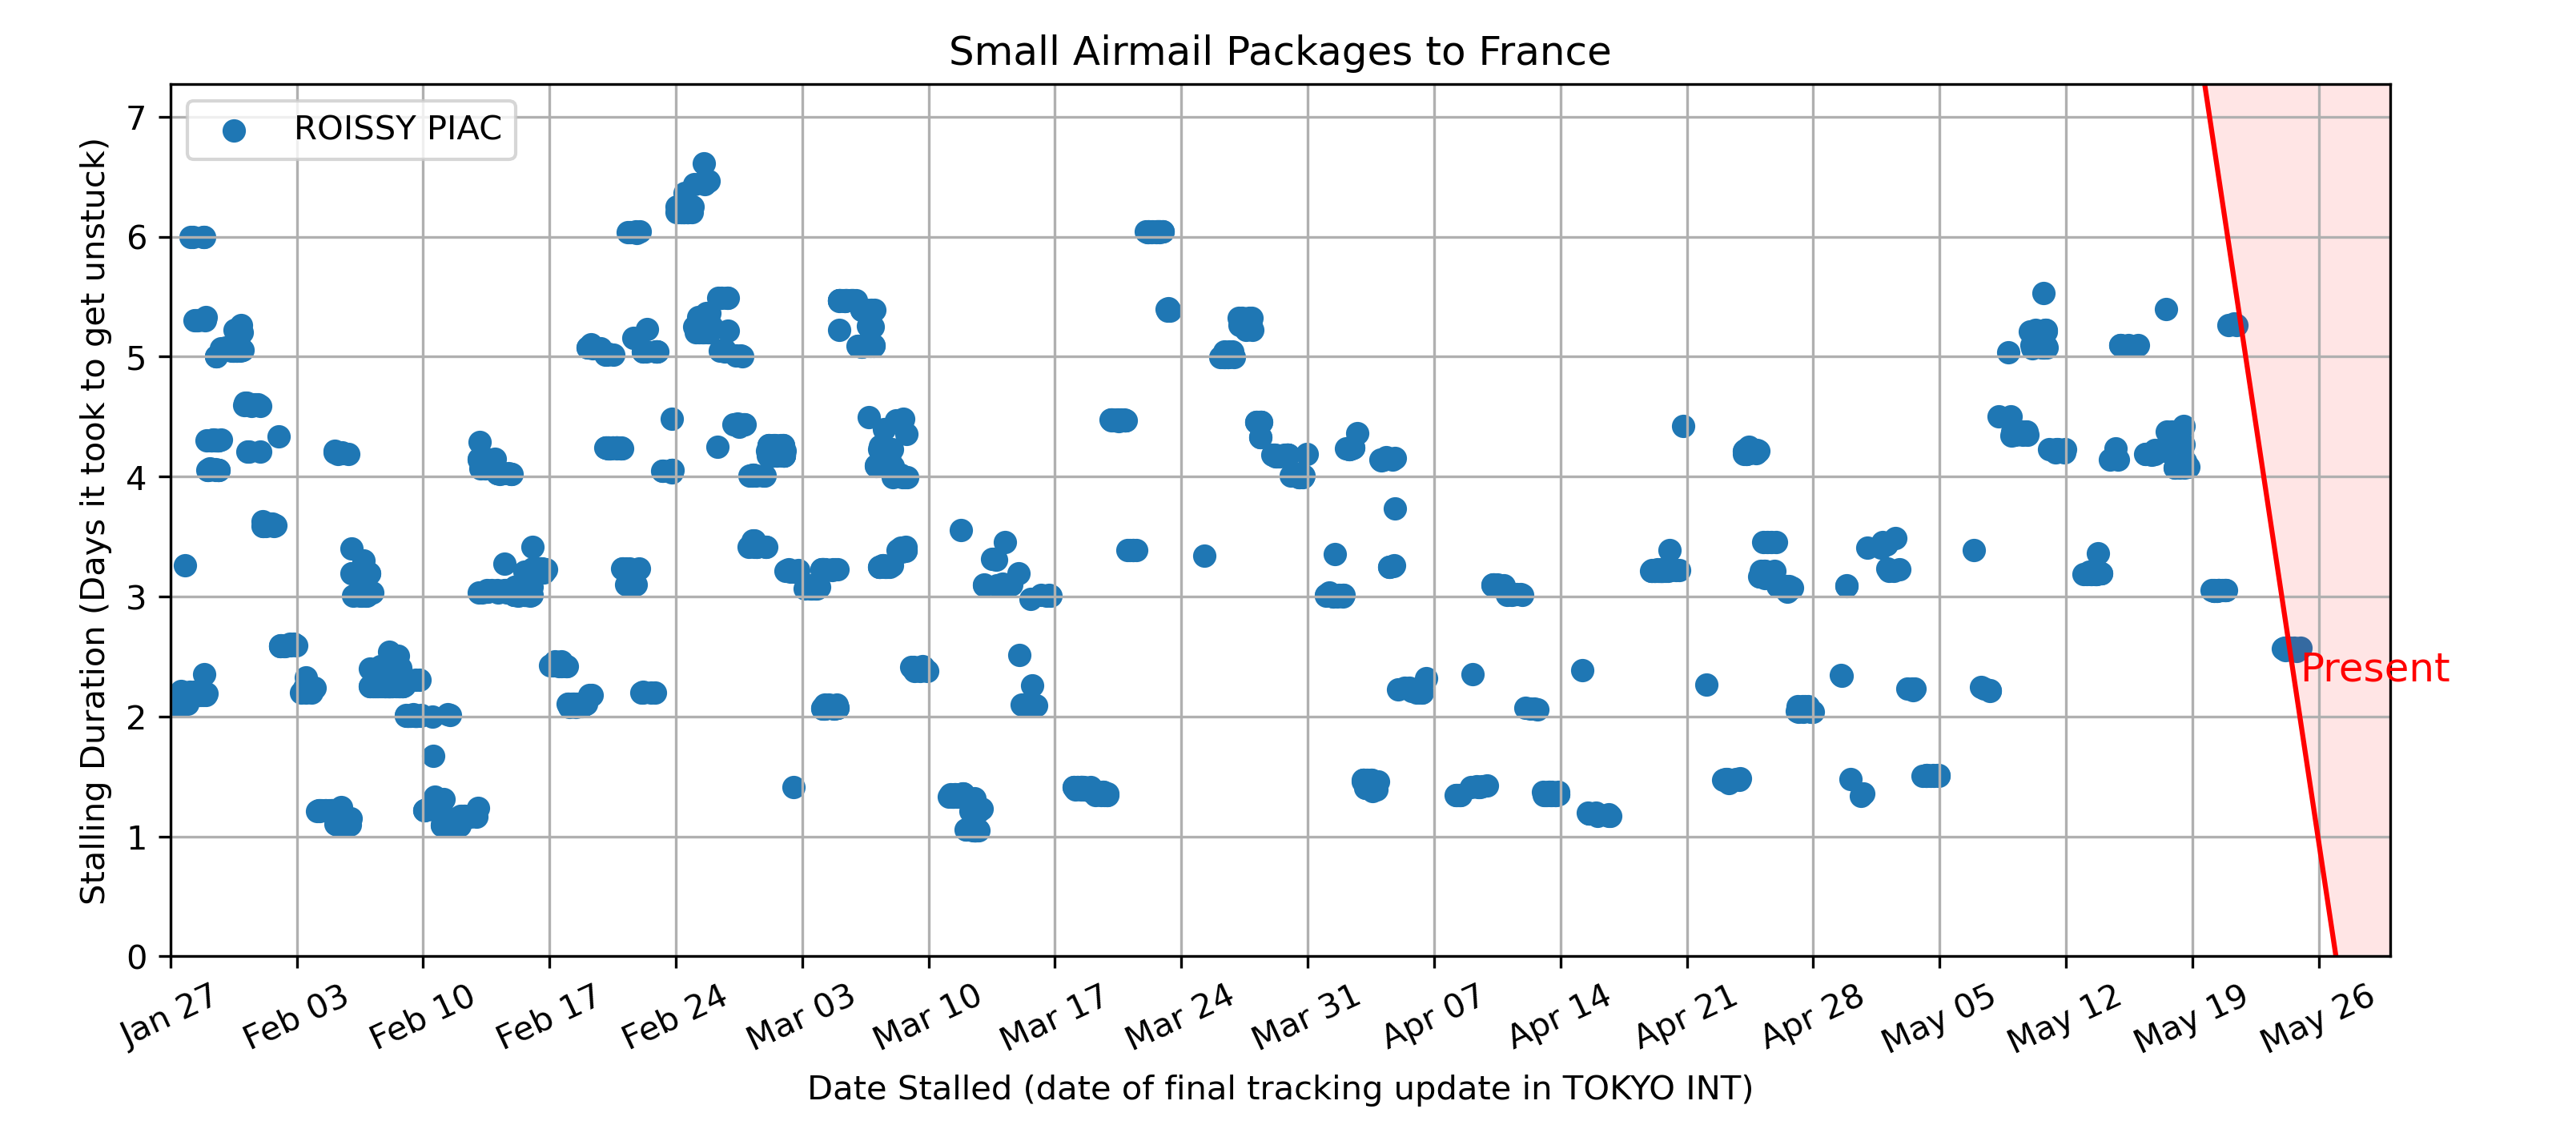 Small Airmail Packages to France
ROISSY PIAC
Stalling Duration (Days it took to get unstuck)
7
6
5
4
3
2
1
0
Present
Jan 27
Feb 03
Feb 10
Feb 17
Feb 24
Mar 03
Mar 10
Mar 17
Mar 24
Mar 31
Apr 07
Apr 14
Apr 21
Apr 28
May 05
May 12
May 19
May 26
Date Stalled (date of final tracking update in TOKYO INT)